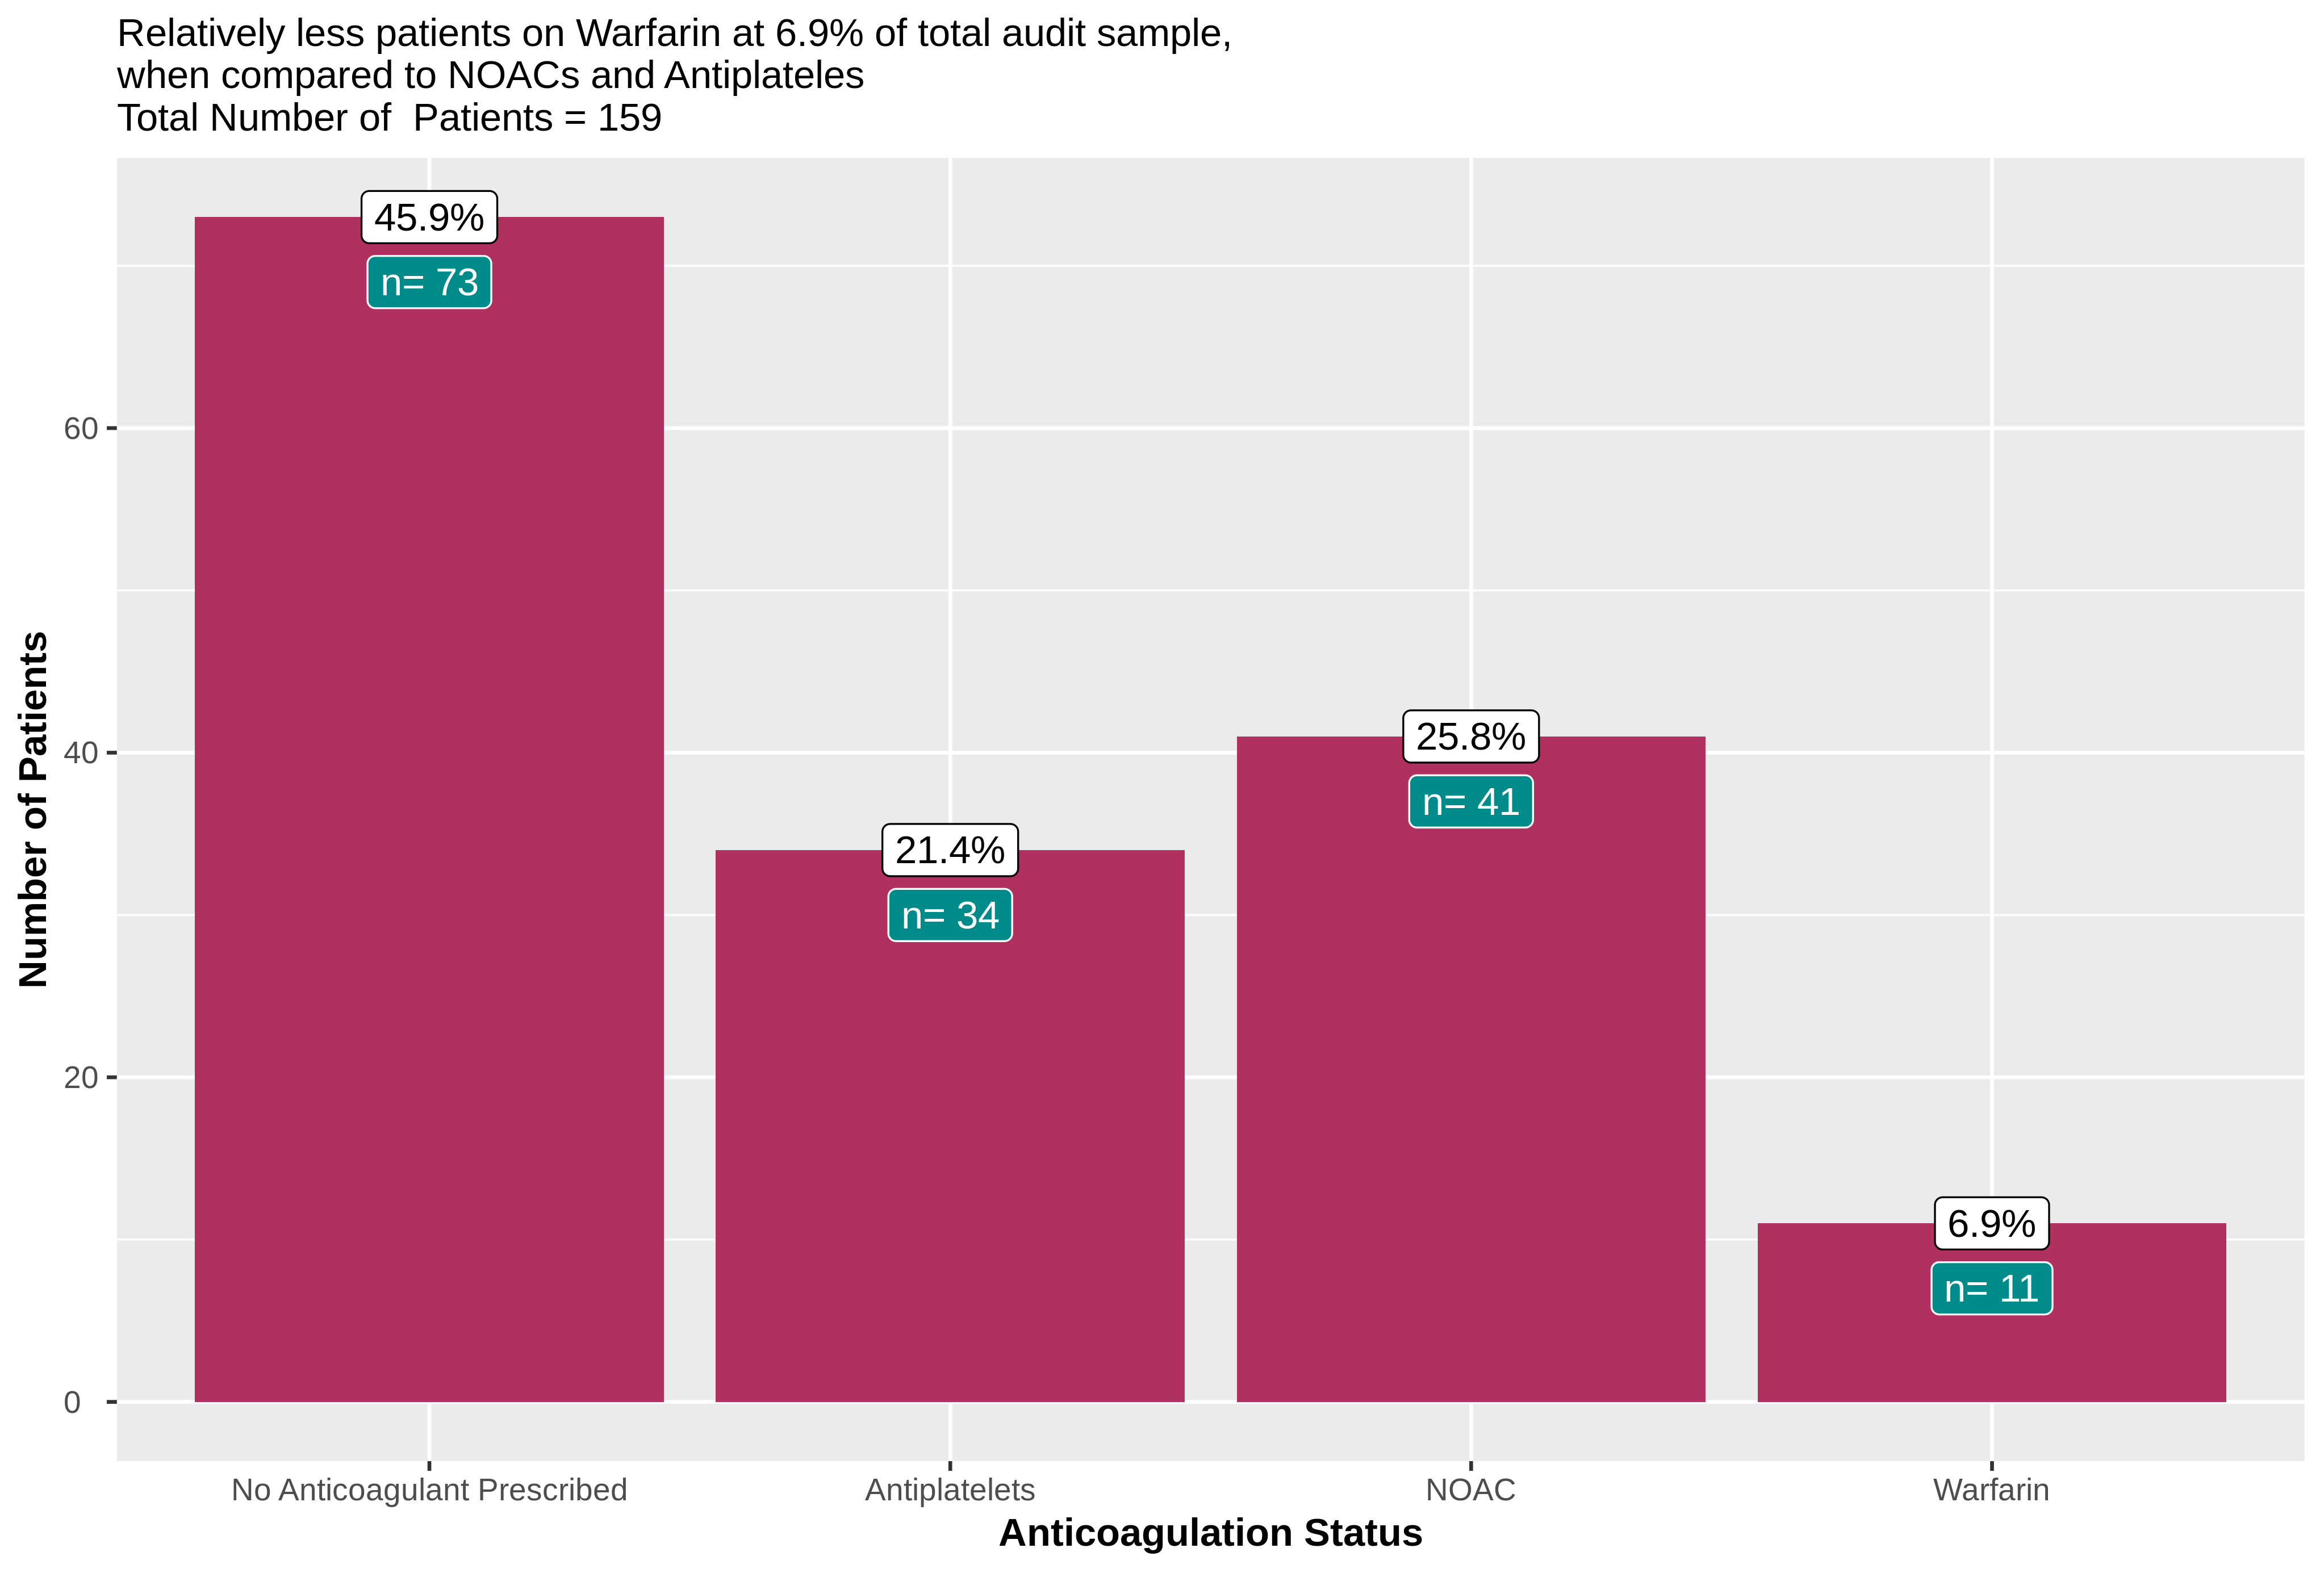 Relatively less patients on Warfarin at 6.9% of total audit sample,
when compared to NOACs and Antiplateles
Total Number of  Patients = 159
45.9%
n= 73
60
40
20
0
Number of Patients
21.4%
n= 34
25.8%
n= 41
6.9%
n= 11
No Anticoagulant Prescribed
Antiplatelets
NOAC
Warfarin
Anticoagulation Status